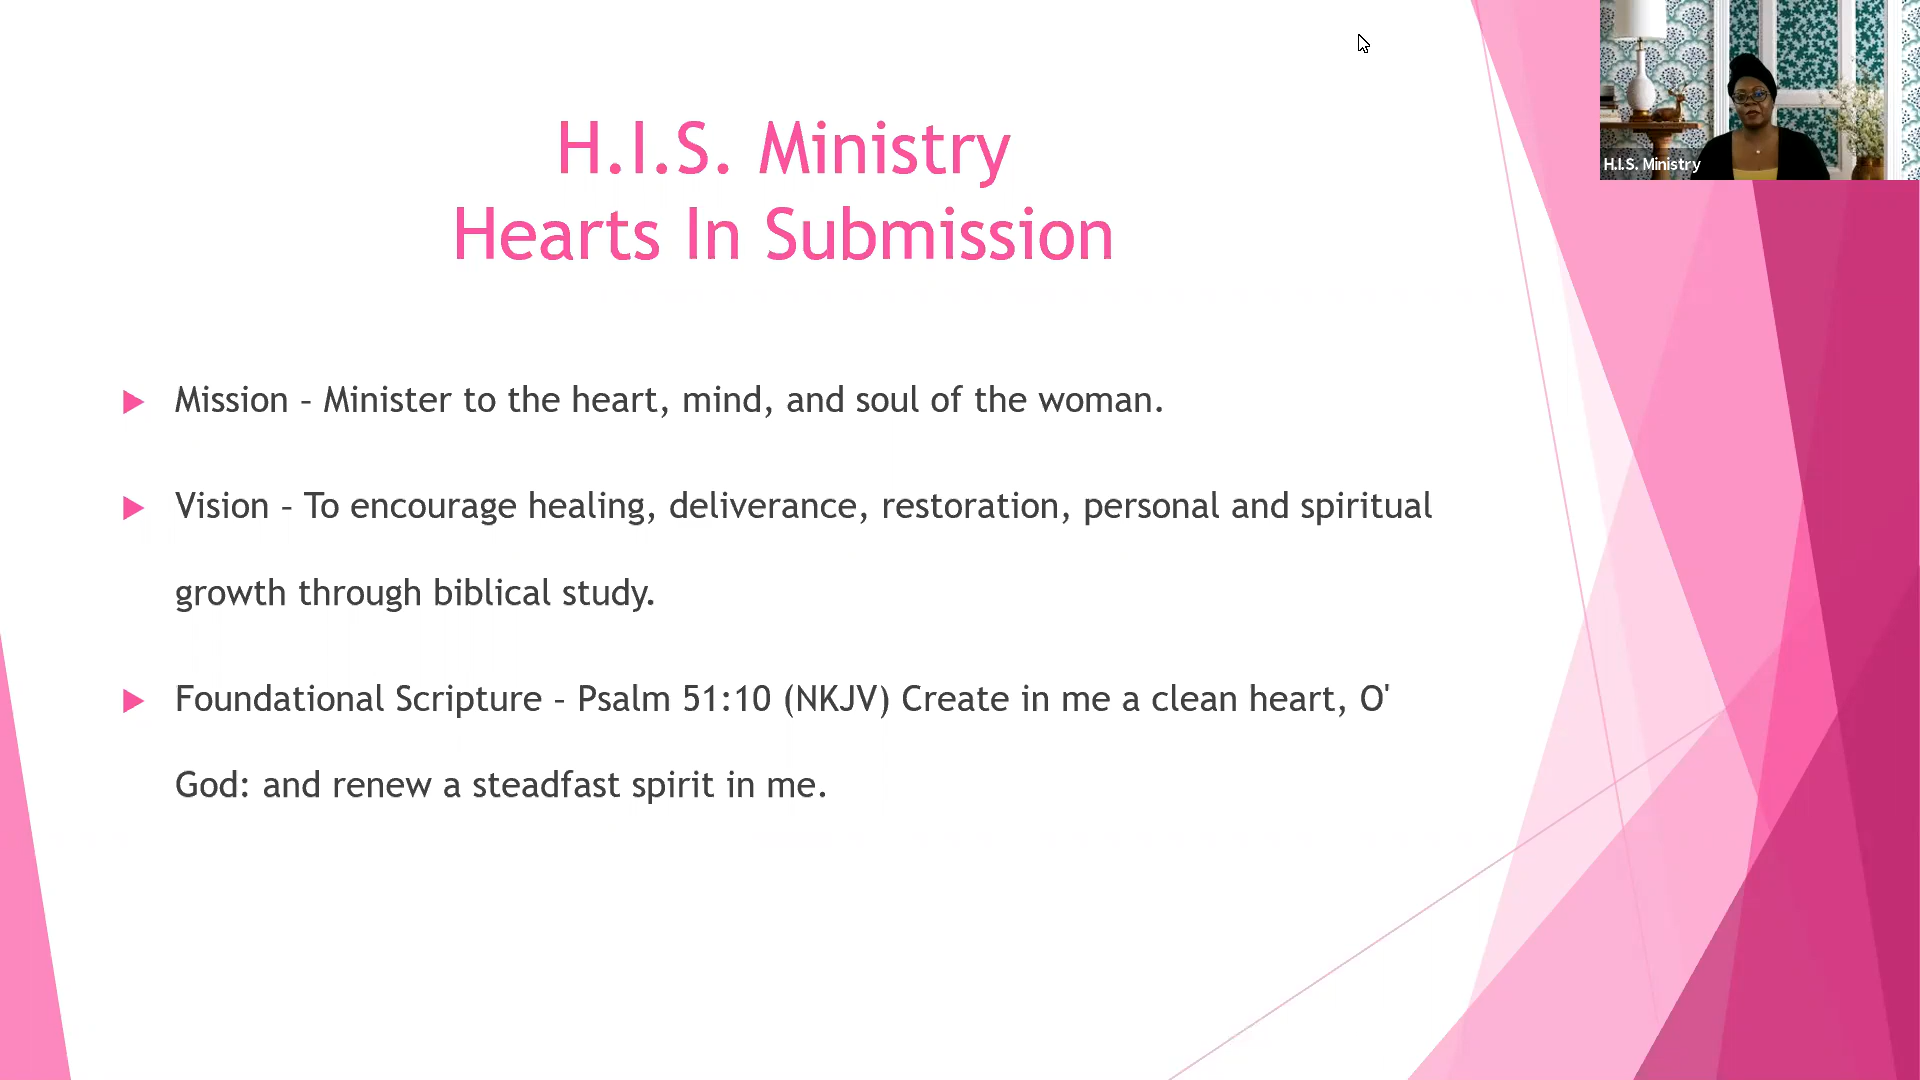 H.I.S. Ministry
Hearts In Submission
Mission – Minister to the heart, mind, and soul of the woman.
Vision – To encourage healing, deliverance, restoration, personal and spiritual
growth through biblical study.
Foundational Scripture – Psalm 51:10 (NKJV) Create in me a clean heart, O'
God: and renew a steadfast spirit in me.
H.I.S. Ministry